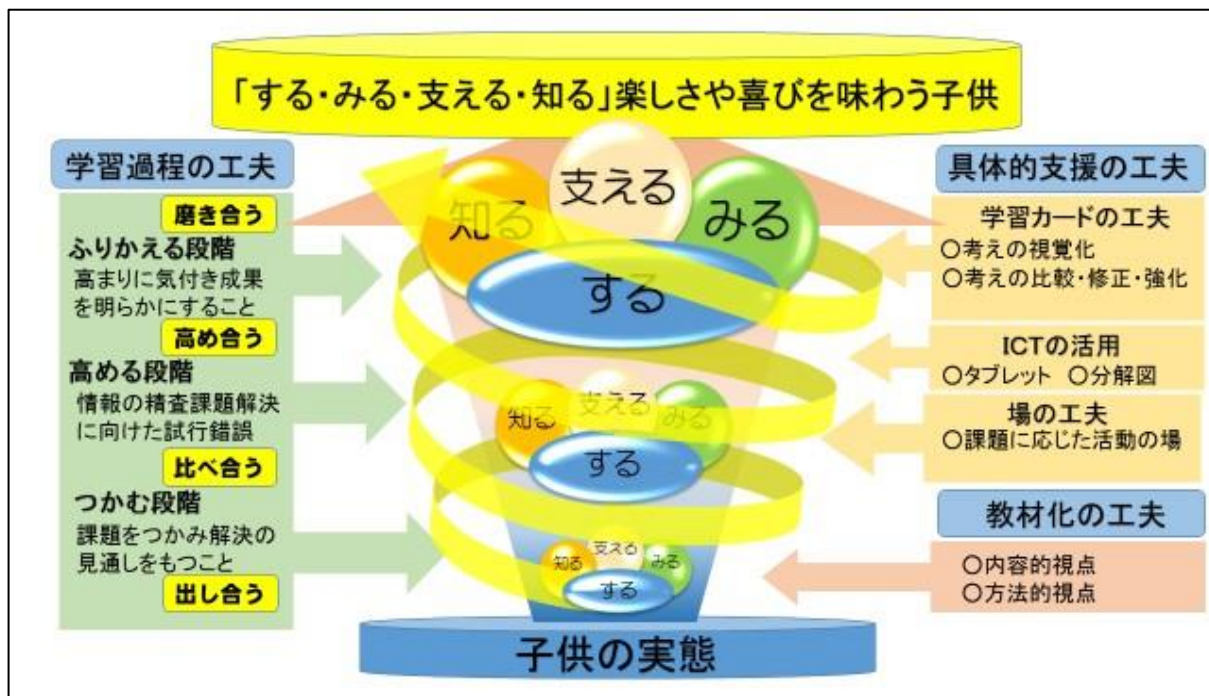 「する・みる・支える・知る」楽しさや喜びを味わう子供
学習過程の工夫
磨き合う
ふりかえる段階
高まりに気付き成果
を明らかにすること
高め合う
高める段階
情報の精査課題解決
に向けた試行錯誤
比べ合う
つかむ段階
課題をつかみ解決の
見通しをもつこと
出し合う
知る
支える
みる
する
知る
支える
みる
する
知る
支える
みる
する
具体的支援の工夫
学習カードの工夫
○考えの視覚化
○考えの比較・修正・強化
ICTの活用
○タブレット ○分解図
場の工夫
○課題に応じた活動の場
教材化の工夫
○内容的視点
○方法的視点
子供の実態